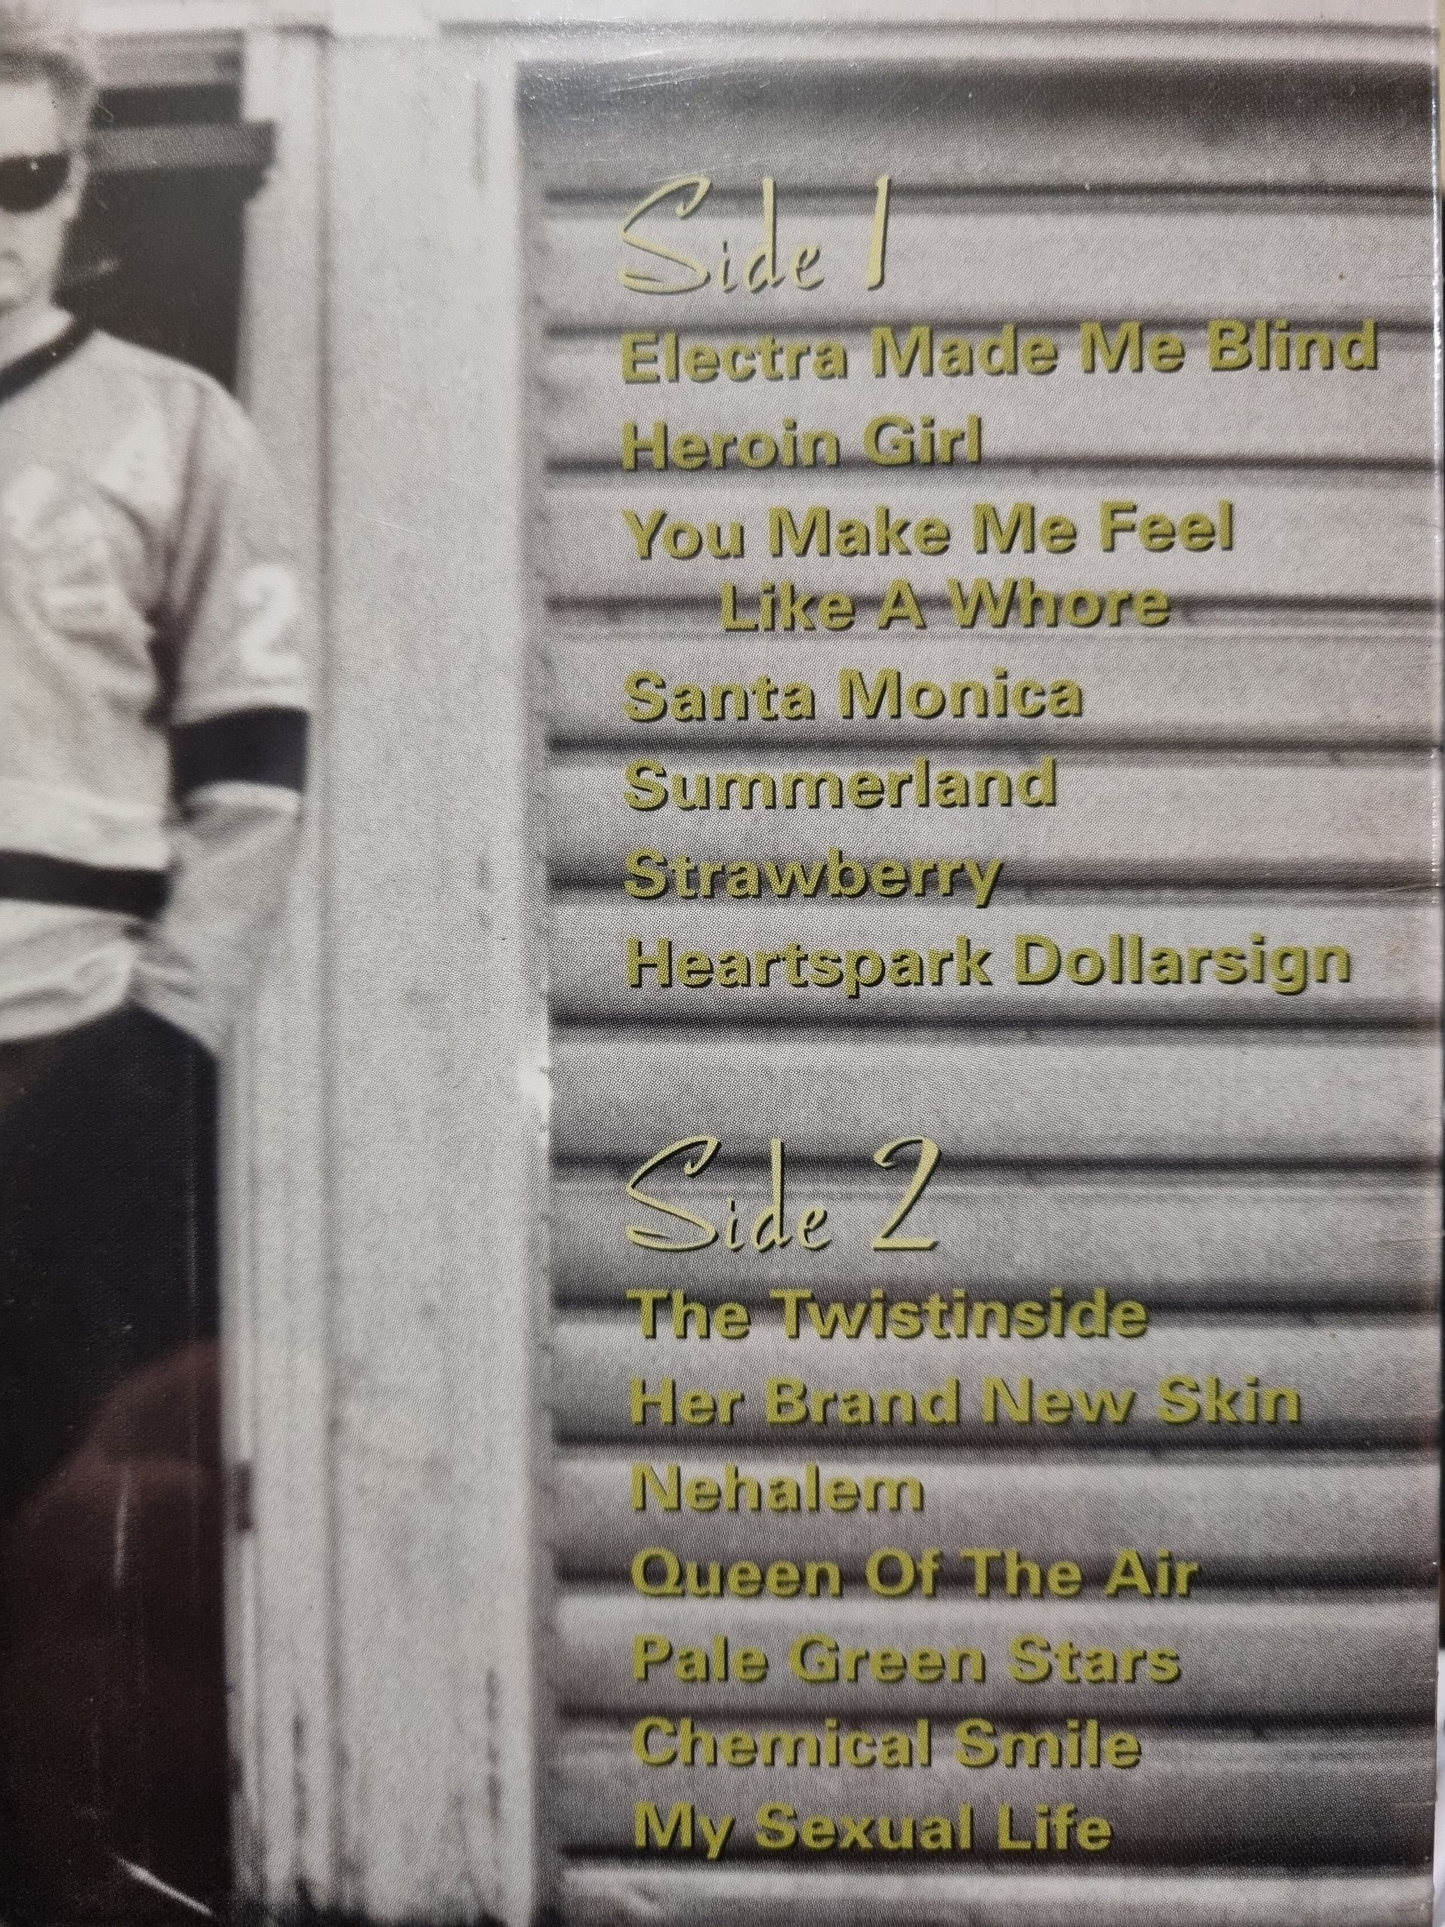 Side 1
Electra Made Me Blind
Heroin Girl
You Make Me Feel
Like A Whore
Santa Monica
Summerland
Strawberry
Heartspark Dollarsign
Side 2
The Twistinside
Her Brand New Skin
Nehalem
Queen Of The Air
Pale Green Stars
Chemical Smile
My Sexual Life
2